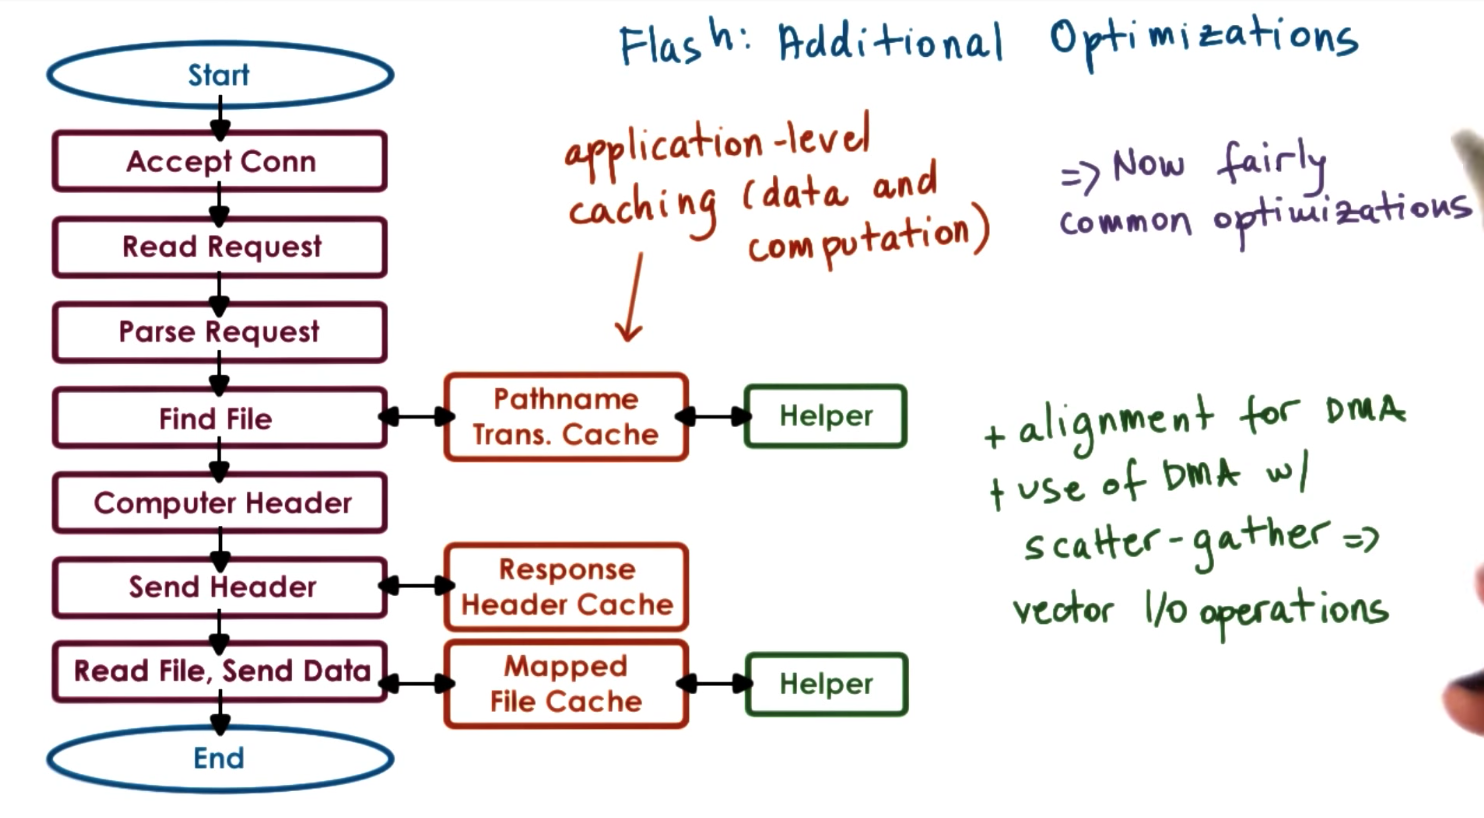 Flash: Additional Optimizations
Start
Accept Conn
Read Request
Parse Request
Find File
Computer Header
Send Header
Read File, Send Data
End
application-level
caching (data and
computation)
=> Now fairly
common optimizations
Pathname
Trans. Cache
Helper
Response
Header Cache
Mapped
File Cache
Helper
+ alignment for DMA
+ use of DMA w/
scatter-gather =>
vector I/O operations